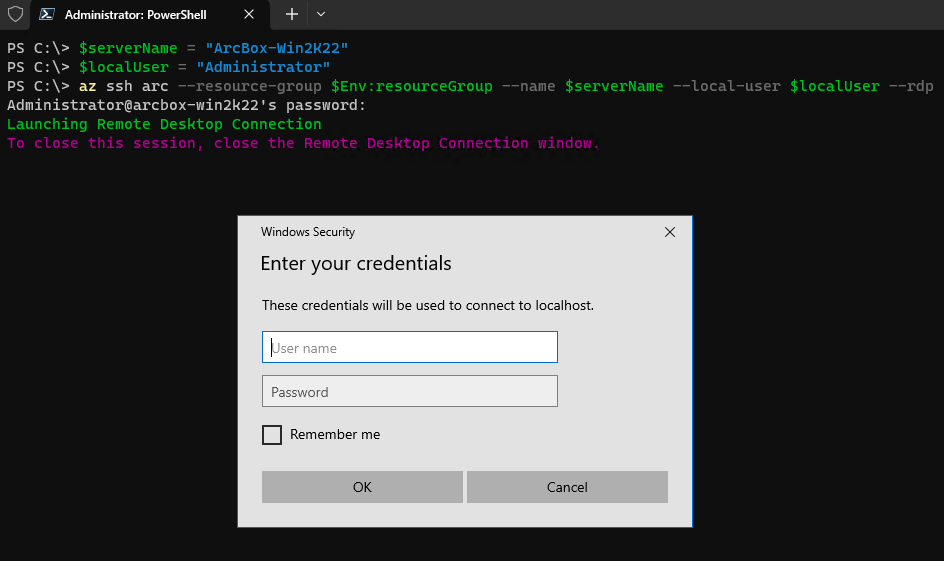 Administrator: PowerShell
PS C:\> $serverName = "ArcBox-Win2K22"
PS C:\> $localUser = "Administrator"
PS C:\> az ssh arc --resource-group $Env:resourceGroup --name $serverName --local-user $localUser --rdp
Administrator@arcbox-win2k22's password:
Launching Remote Desktop Connection
To close this session, close the Remote Desktop Connection window.
Windows Security
Enter your credentials
These credentials will be used to connect to localhost.
User name
Password
Remember me
OK
Cancel